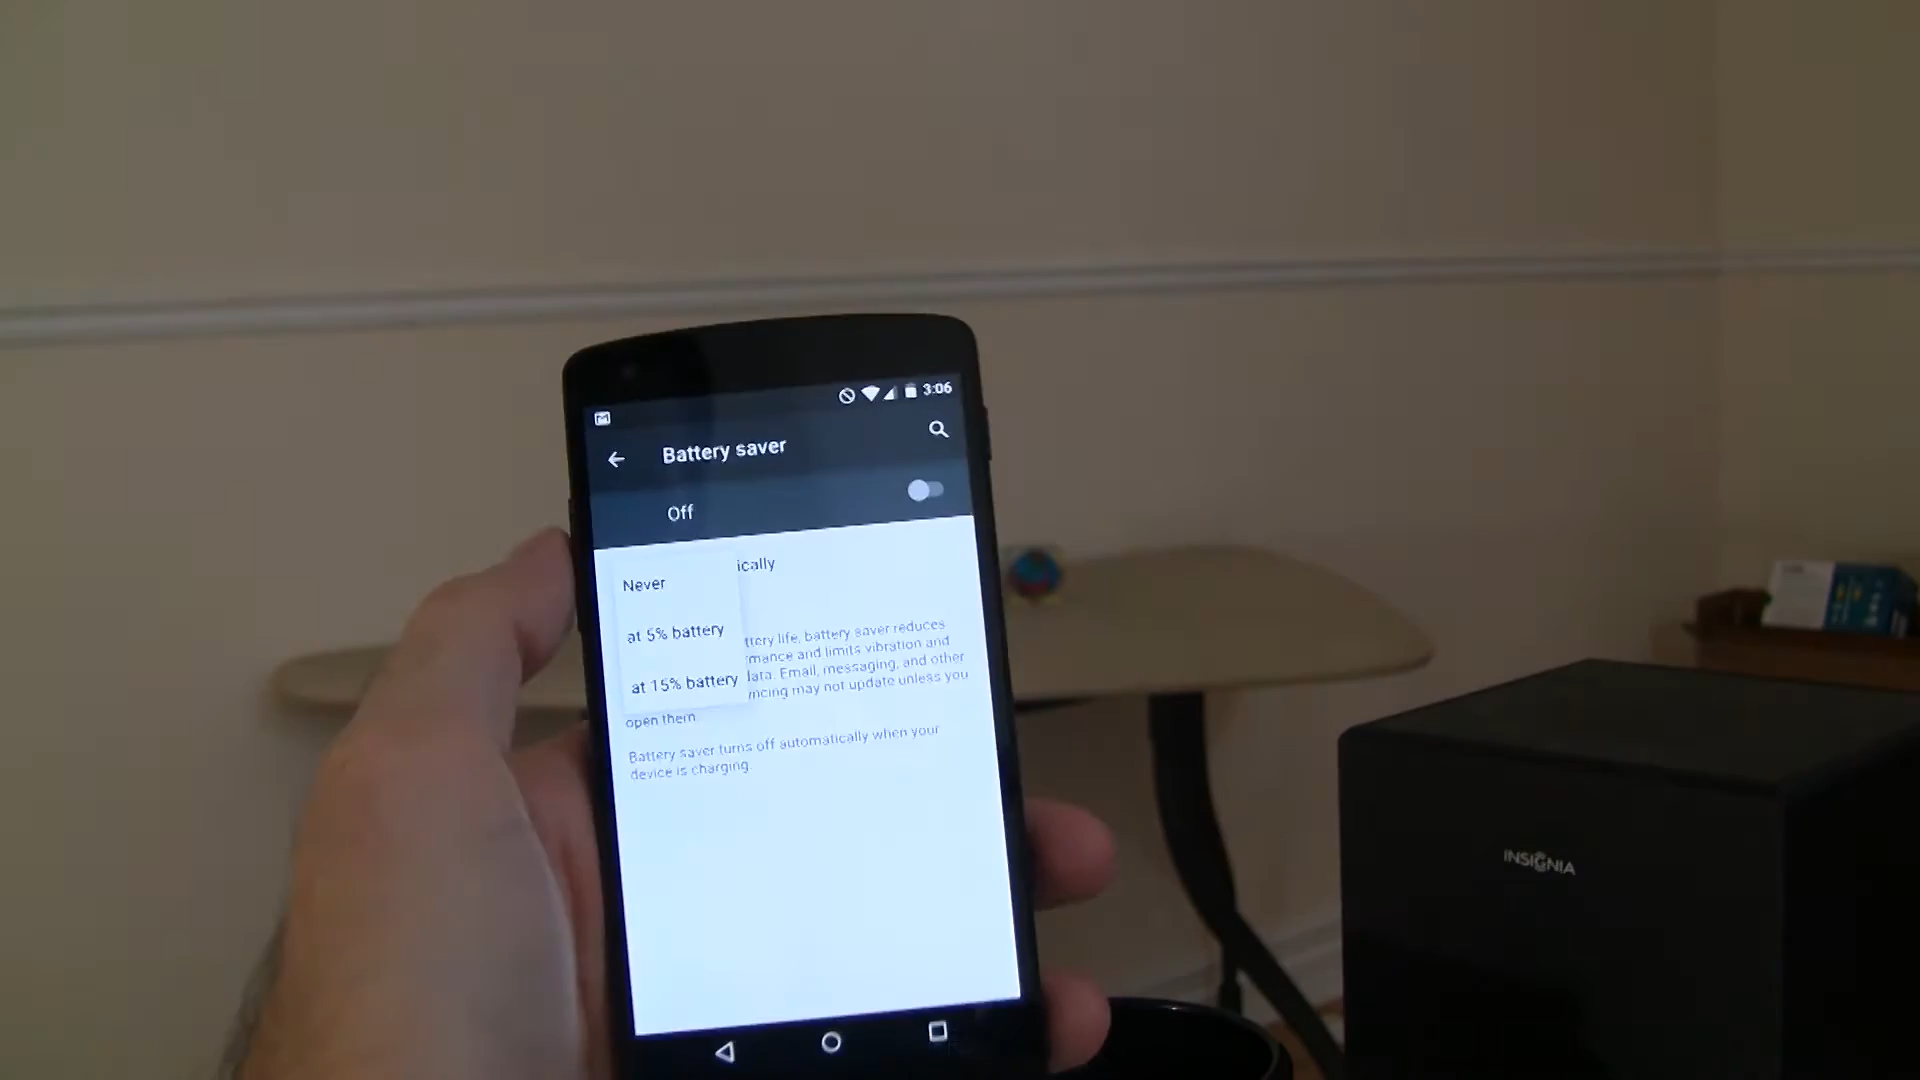 3:06
Battery saver
Off
ically
Never
at 5% battery
at 15% battery
ttery life, battery saver reduces
mance and limits vibration and
data. Email, messaging, and other
ncing may not update unless you
open them.
Battery saver turns off automatically when your
device is charging.
INSIGNIA